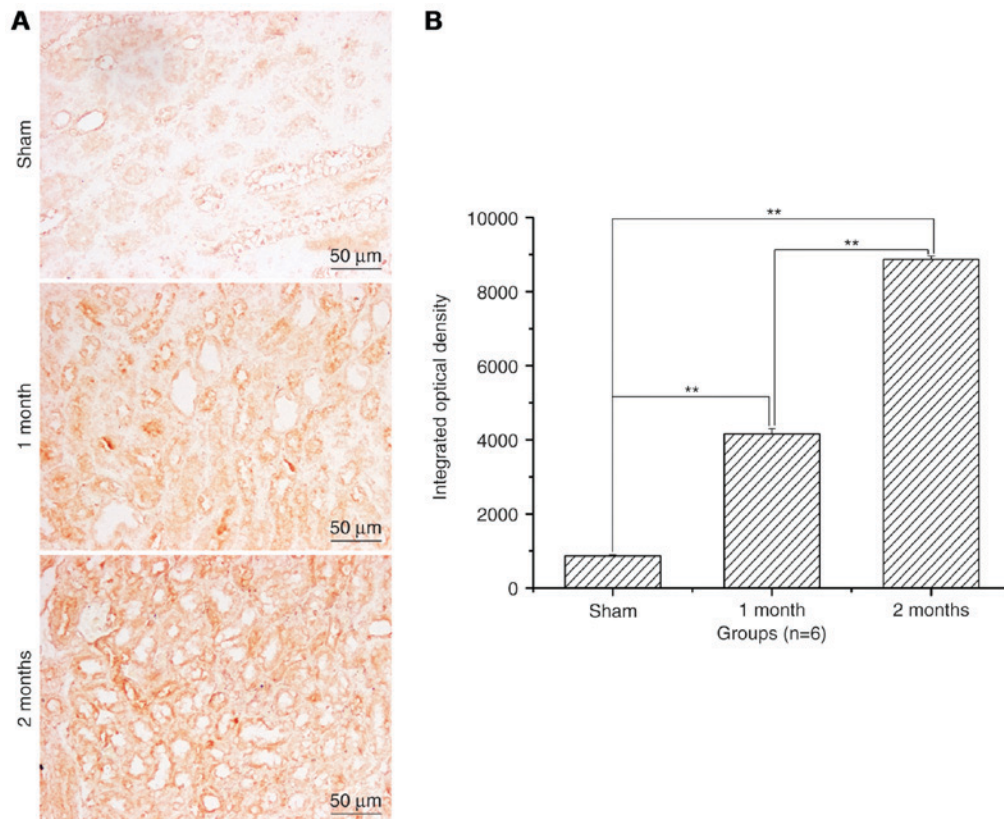 A
Sham
50 μm
1 month
50 μm
2 months
50 μm
B
Integrated optical density
10000
8000
6000
4000
2000
0
**
**
**
Sham
1 month
2 months
Groups (n=6)